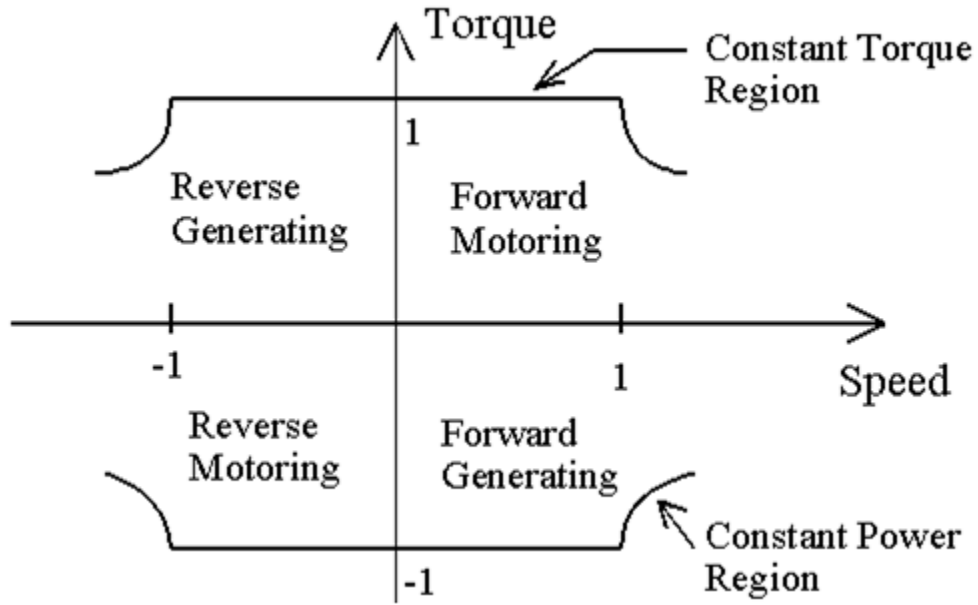 Torque
Constant Torque
Region
1
Reverse
Generating
Forward
Motoring
-1
1
Speed
Reverse
Motoring
Forward
Generating
Constant Power
Region
-1